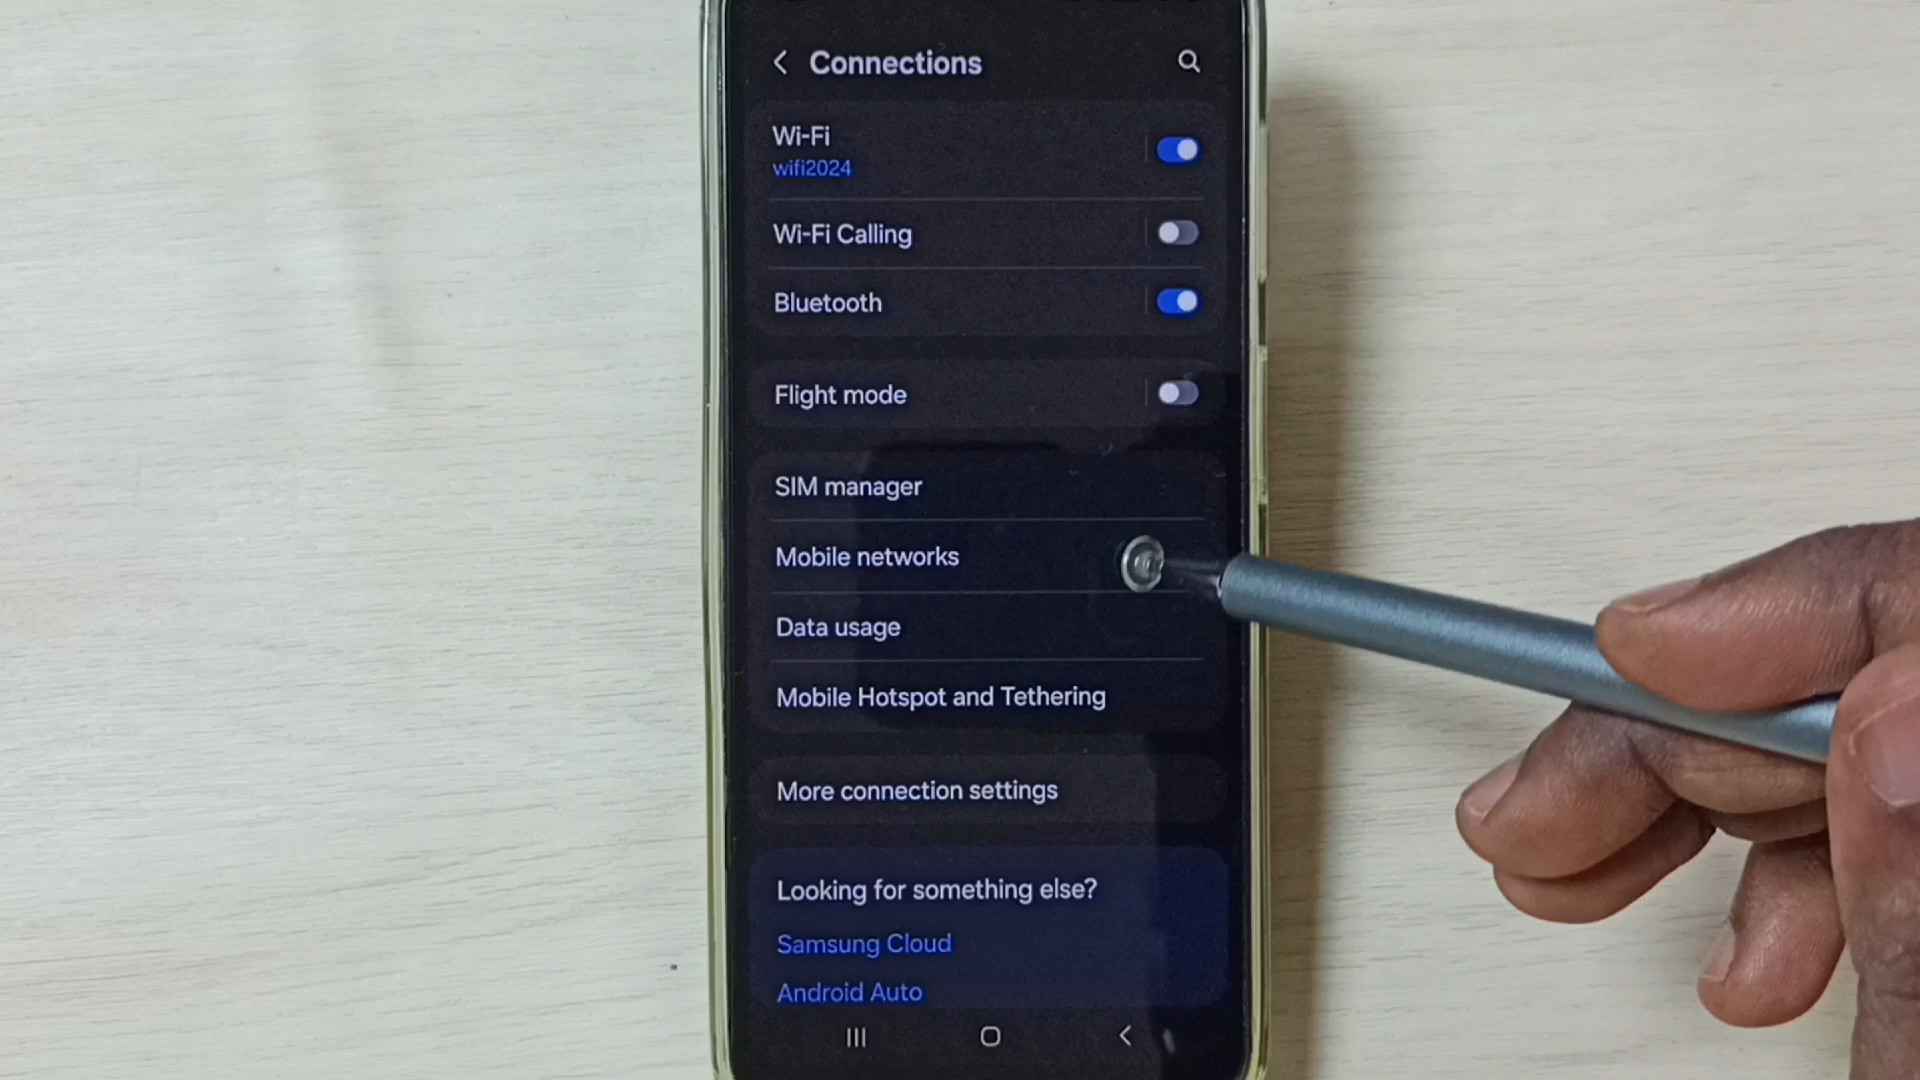 Connections
Wi-Fi
wifi2024
Wi-Fi Calling
Bluetooth
Flight mode
SIM manager
Mobile networks
Data usage
Mobile Hotspot and Tethering
More connection settings
Looking for something else?
Samsung Cloud
Android Auto